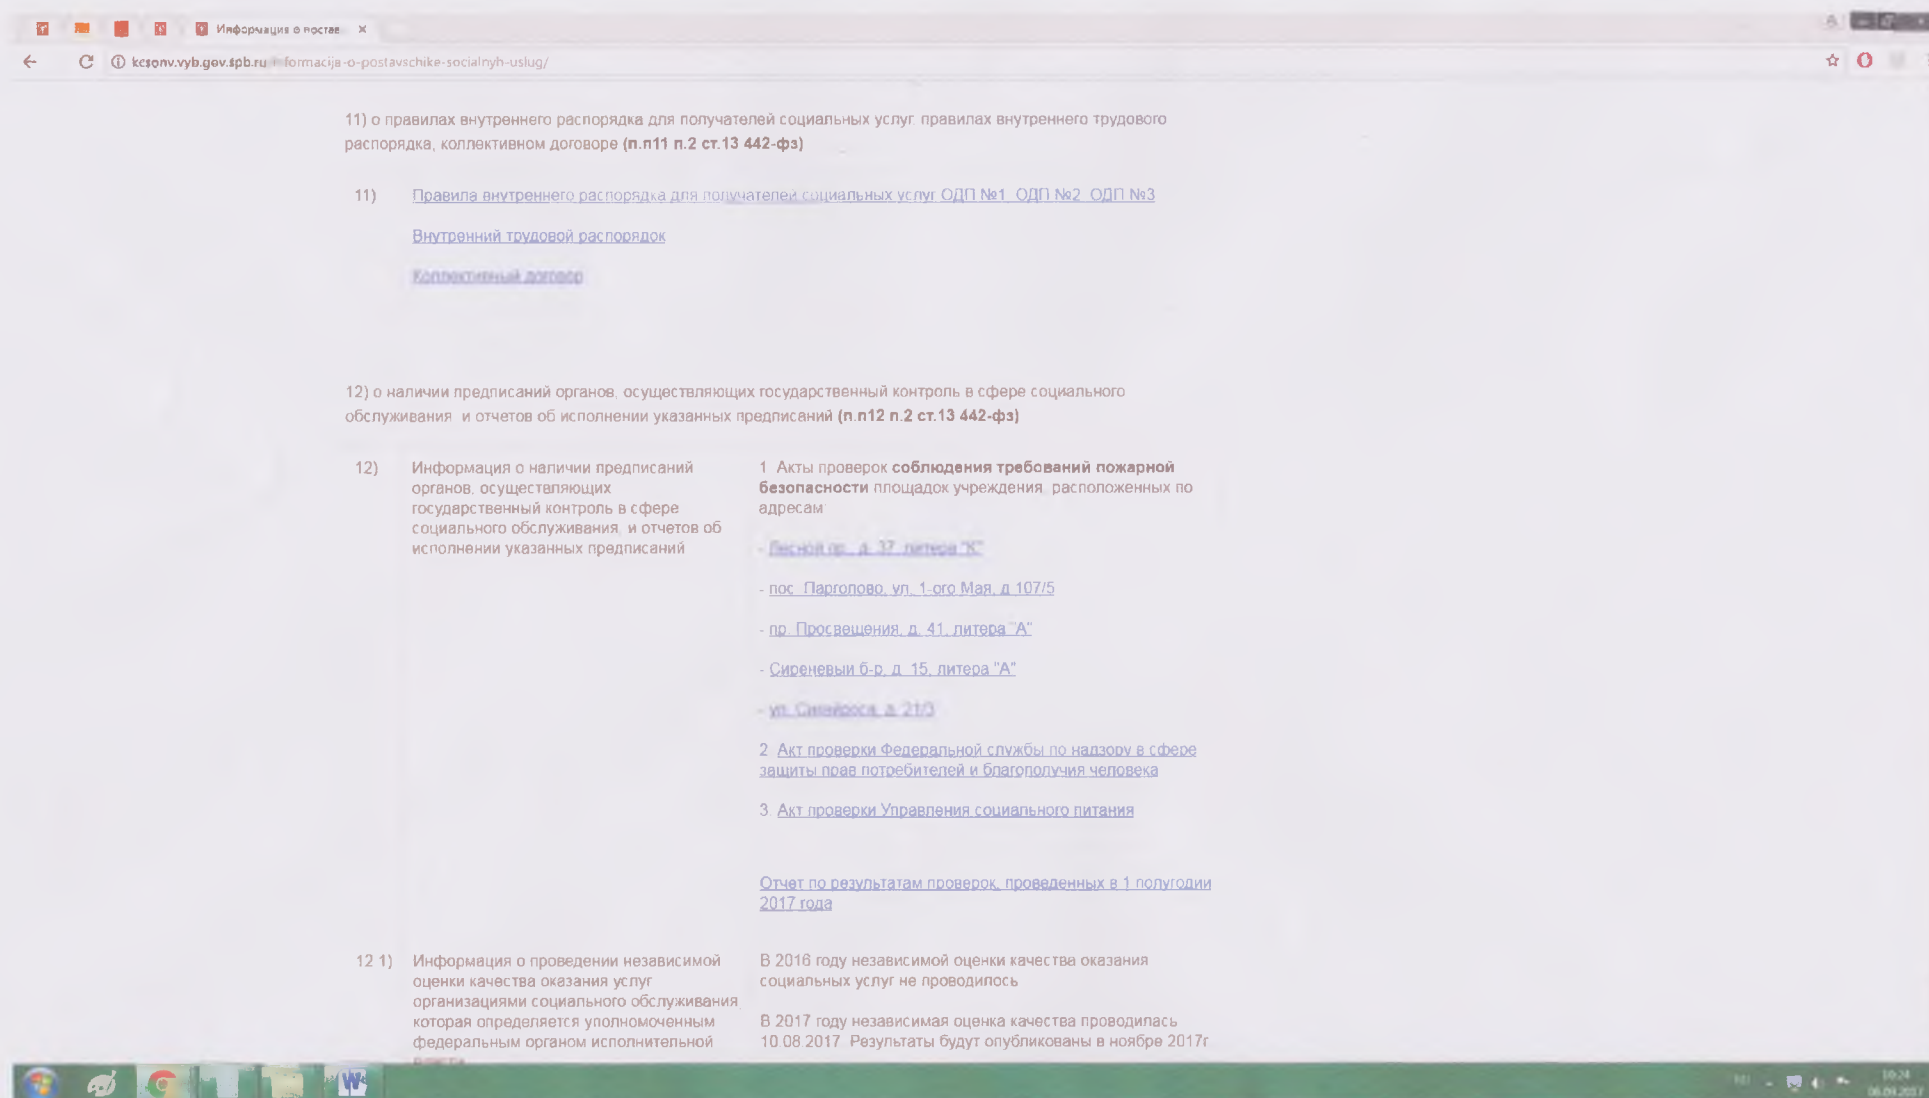 Информация о постав
kcsonv.vyb.gov.spb.ru formacija-o-postavschike-socialnyh-uslug/
11) о правилах внутреннего распорядка для получателей социальных услуг, правилах внутреннего трудового
распорядка, коллективном договоре (п.п11 п.2 ст.13 442-фз)
11) Правила внутреннего распорядка для получателей социальных услуг ОДП №1, ОДП №2, ОДП №3
Внутренний трудовой распорядок
Коллективный договор
12) о наличии предписаний органов, осуществляющих государственный контроль в сфере социального
обслуживания, и отчетов об исполнении указанных предписаний (п.п12 п.2 ст.13 442-фз)
12) Информация о наличии предписаний
органов, осуществляющих
государственный контроль в сфере
социального обслуживания, и отчетов об
исполнении указанных предписаний
1. Акты проверок соблюдения требований пожарной
безопасности площадок учреждения, расположенных по
адресам:
- Лесной пр., д. 37, литера "К"
- пос. Парголово, ул. 1-ого Мая, д.107/5
- пр. Просвещения, д. 41, литера "А"
- Сиреневый б-р, д. 15, литера "А"
- ул. Сикейроса, д. 21/3
2. Акт проверки Федеральной службы по надзору в сфере
защиты прав потребителей и благополучия человека
3. Акт проверки Управления социального питания
Отчет по результатам проверок, проведенных в 1 полугодии
2017 года
12.1) Информация о проведении независимой
оценки качества оказания услуг
организациями социального обслуживания,
которая определяется уполномоченным
федеральным органом исполнительной
власти
В 2016 году независимой оценки качества оказания
социальных услуг не проводилось
В 2017 году независимая оценка качества проводилась
10.08.2017. Результаты будут опубликованы в ноябре 2017г
10:24
06.09.2017